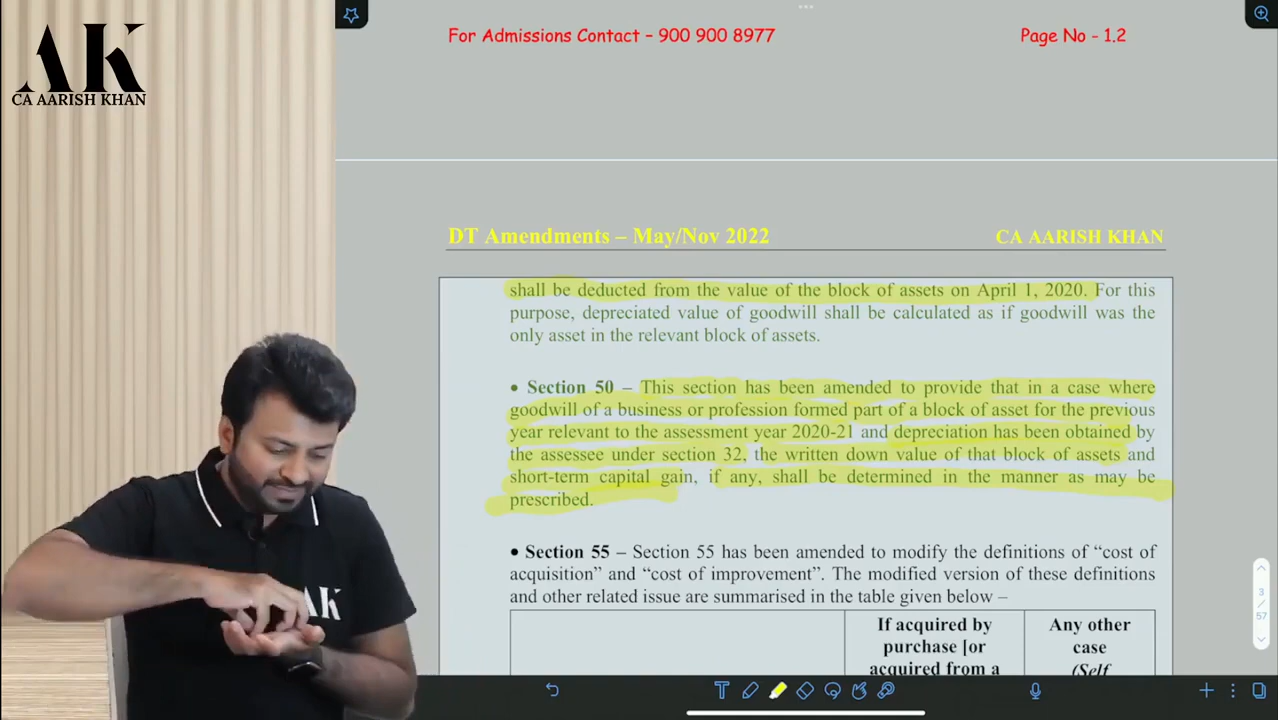 AK
CA AARISH KHAN
For Admissions Contact – 900 900 8977
Page No - 1.2
DT Amendments – May/Nov 2022
CA AARISH KHAN
shall be deducted from the value of the block of assets on April 1, 2020. For this
purpose, depreciated value of goodwill shall be calculated as if goodwill was the
only asset in the relevant block of assets.
• Section 50 – This section has been amended to provide that in a case where
goodwill of a business or profession formed part of a block of asset for the previous
year relevant to the assessment year 2020-21 and depreciation has been obtained by
the assessee under section 32, the written down value of that block of assets and
short-term capital gain, if any, shall be determined in the manner as may be
prescribed.
• Section 55 – Section 55 has been amended to modify the definitions of “cost of
acquisition” and “cost of improvement”. The modified version of these definitions
and other related issue are summarised in the table given below –
If acquired by
purchase [or
acquired from a
Any other
case
(Self
AK
3
/
57
T